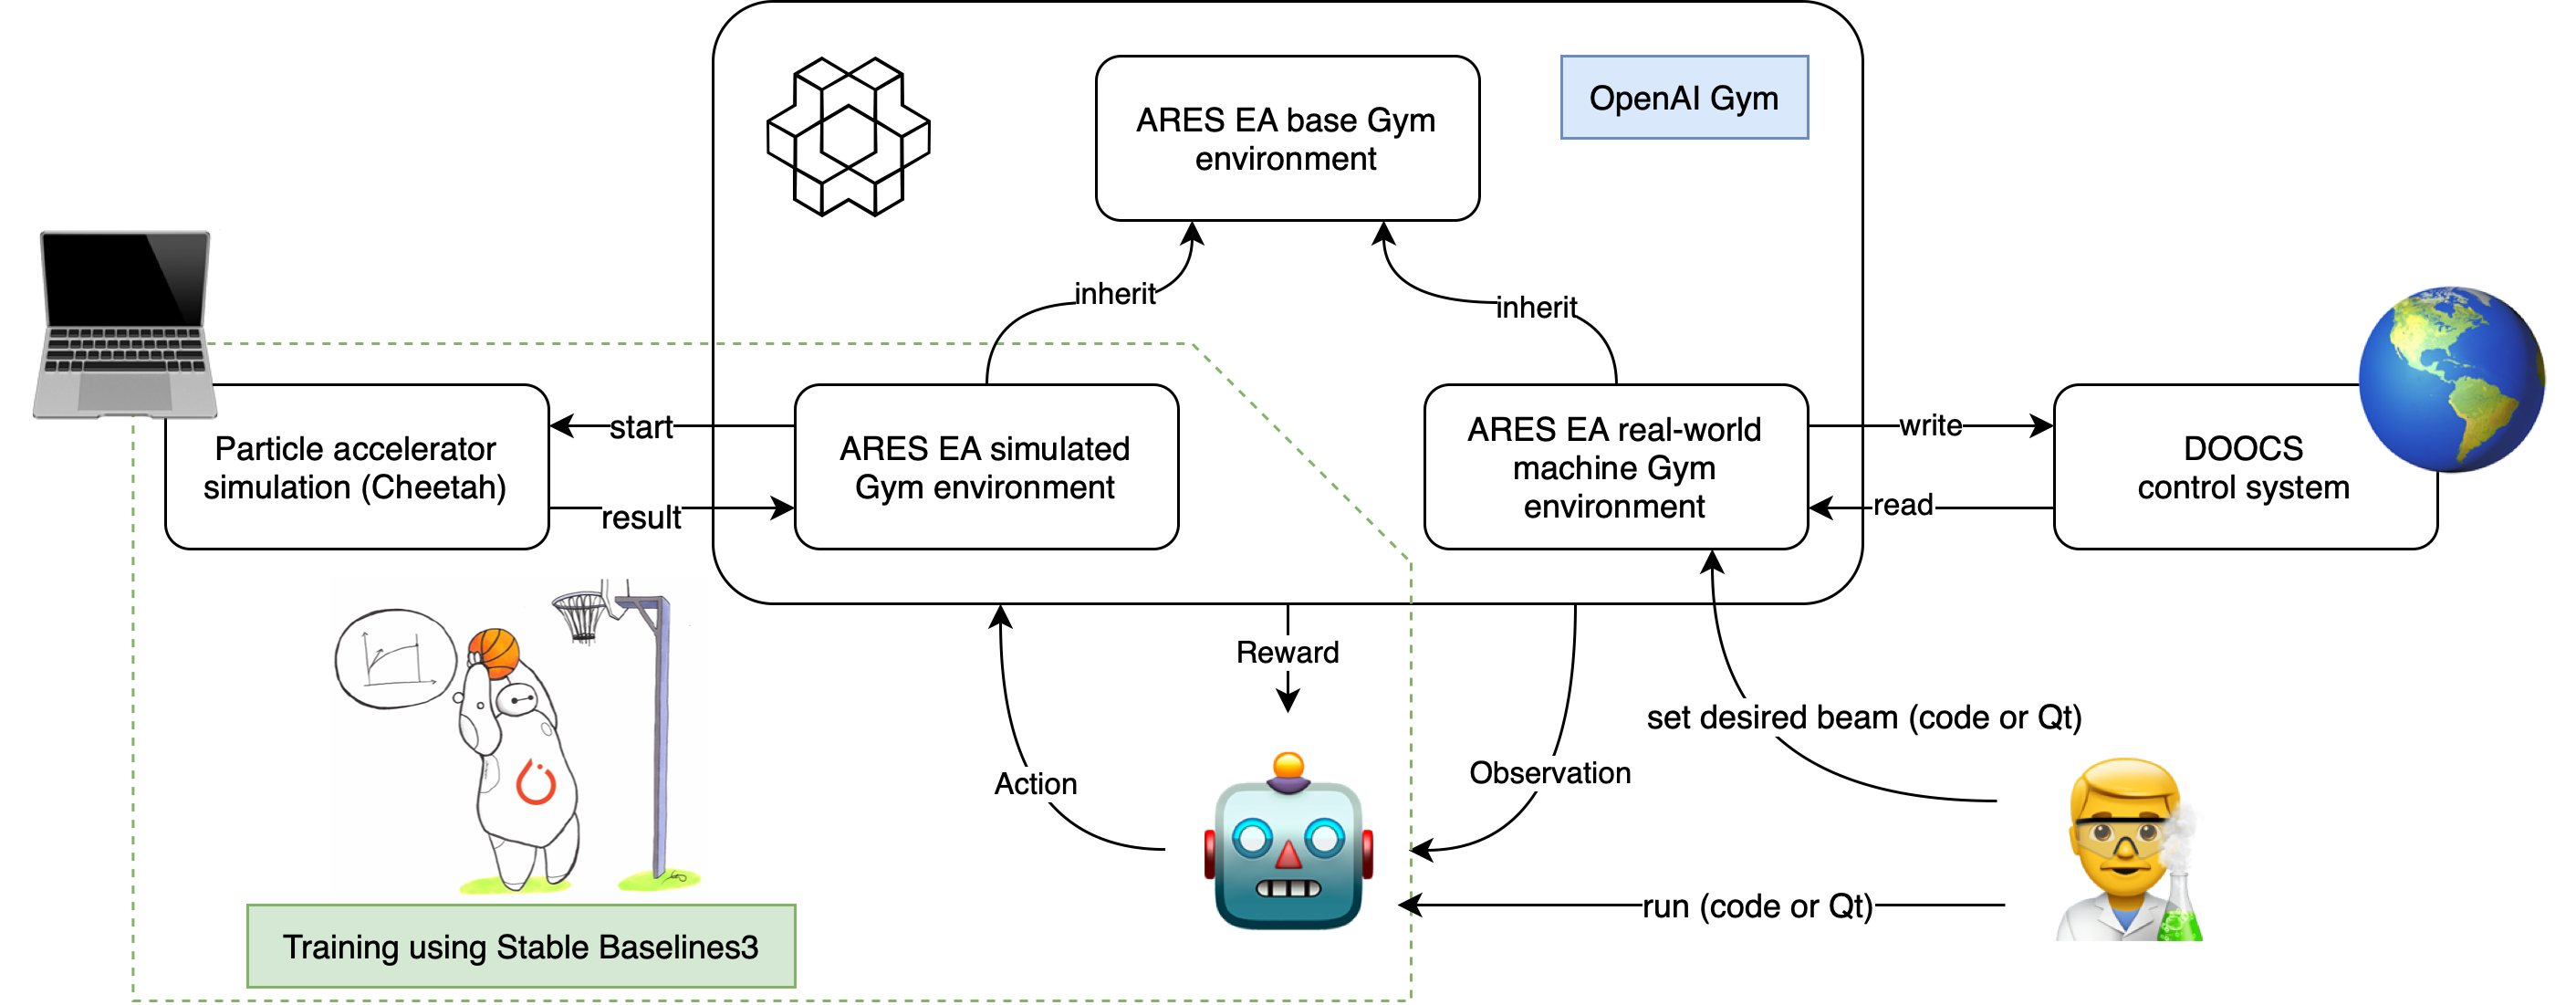 ARES EA base Gym
environment
OpenAI Gym
inherit
inherit
Particle accelerator
simulation (Cheetah)
start
result
ARES EA simulated
Gym environment
ARES EA real-world
machine Gym
environment
write
read
DOOCS
control system
Reward
Action
Observation
set desired beam (code or Qt)
run (code or Qt)
Training using Stable Baselines3